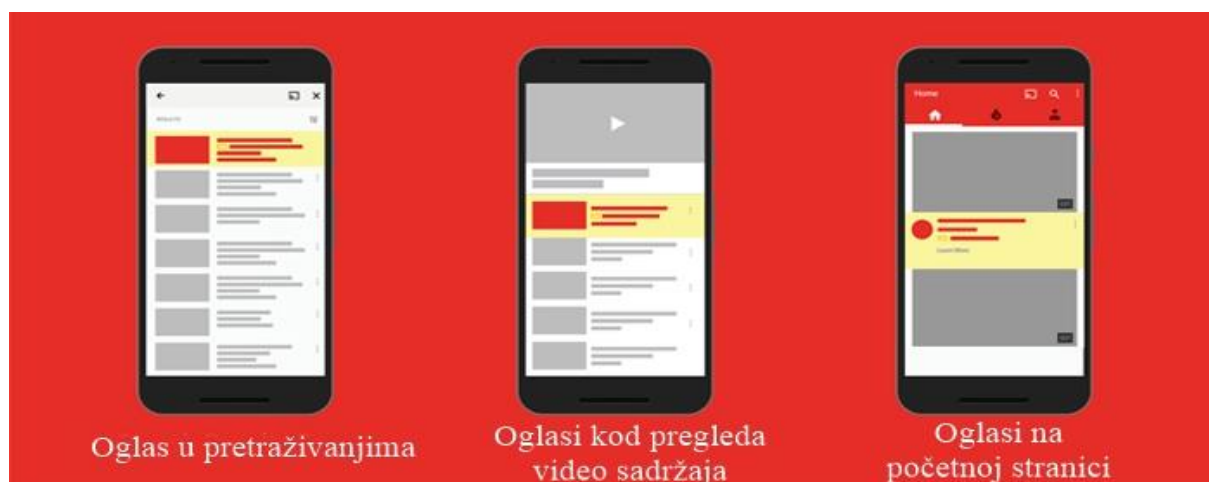 Home
Oglas u pretraživanjima
Oglasi kod pregleda
video sadržaja
Oglasi na
početnoj stranici